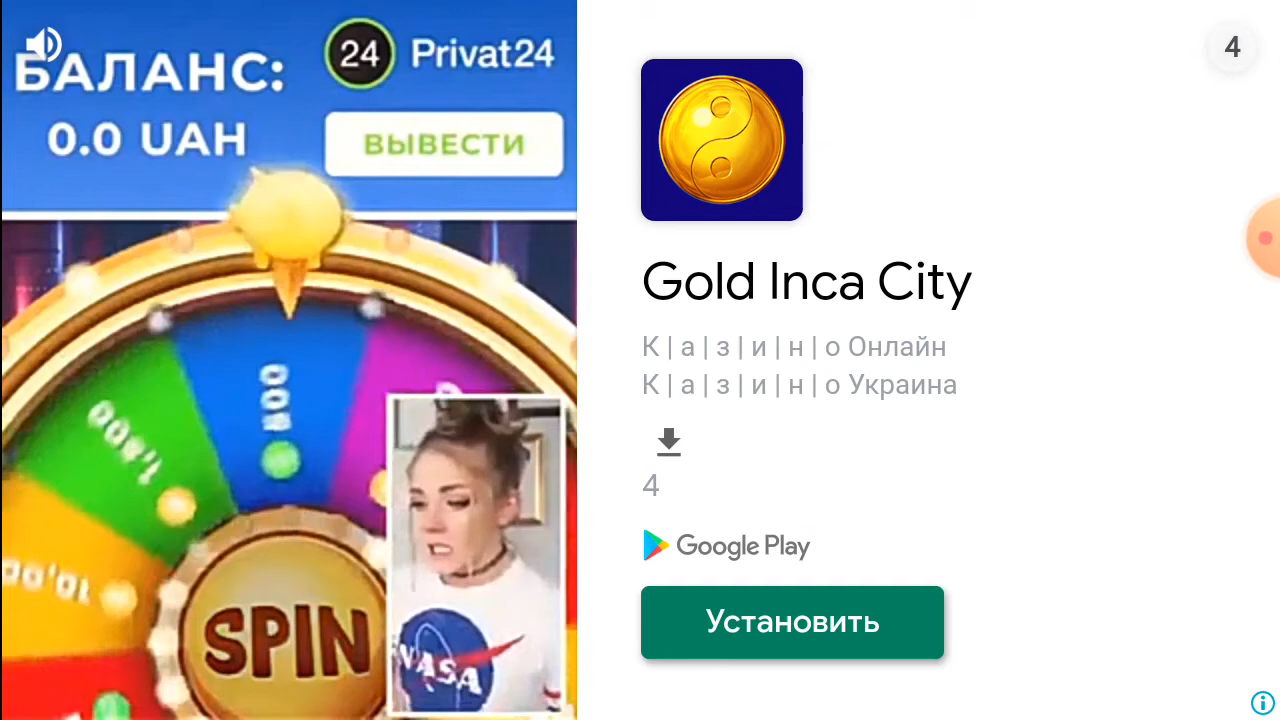 БАЛАНС:
0.0 UAH
24 Privat24
ВЫВЕСТИ
800
1,500
10,00
SPIN
NASA
4
Gold Inca City
К | а | з | и | н | о Онлайн
К | а | з | и | н | о Украина
4
Google Play
Установить